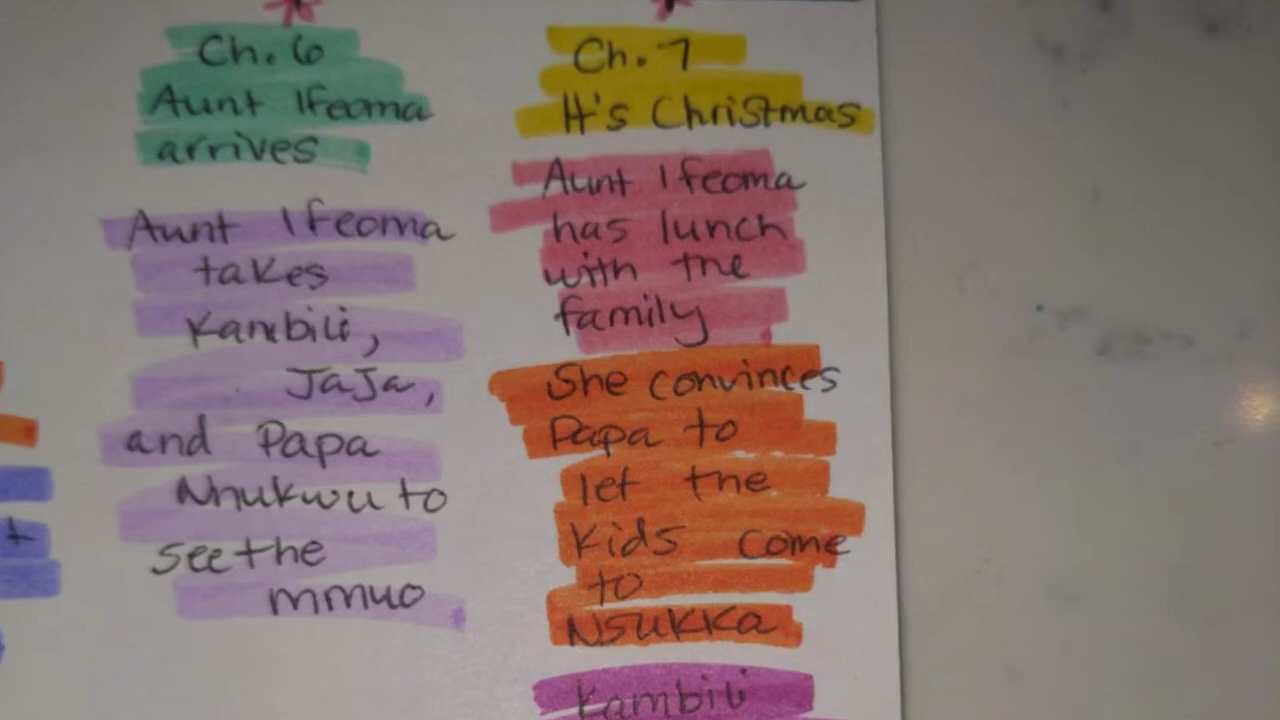 Ch. 6
Aunt Ifeoma
arrives
Aunt Ifeoma
takes
Kambili,
JaJa,
and Papa
Nnukwu to
see the
mmuo
Ch. 7
It's Christmas
Aunt Ifeoma
has lunch
with the
family
She convinces
Papa to
let the
Kids come
to
NSUKKA
Kambili